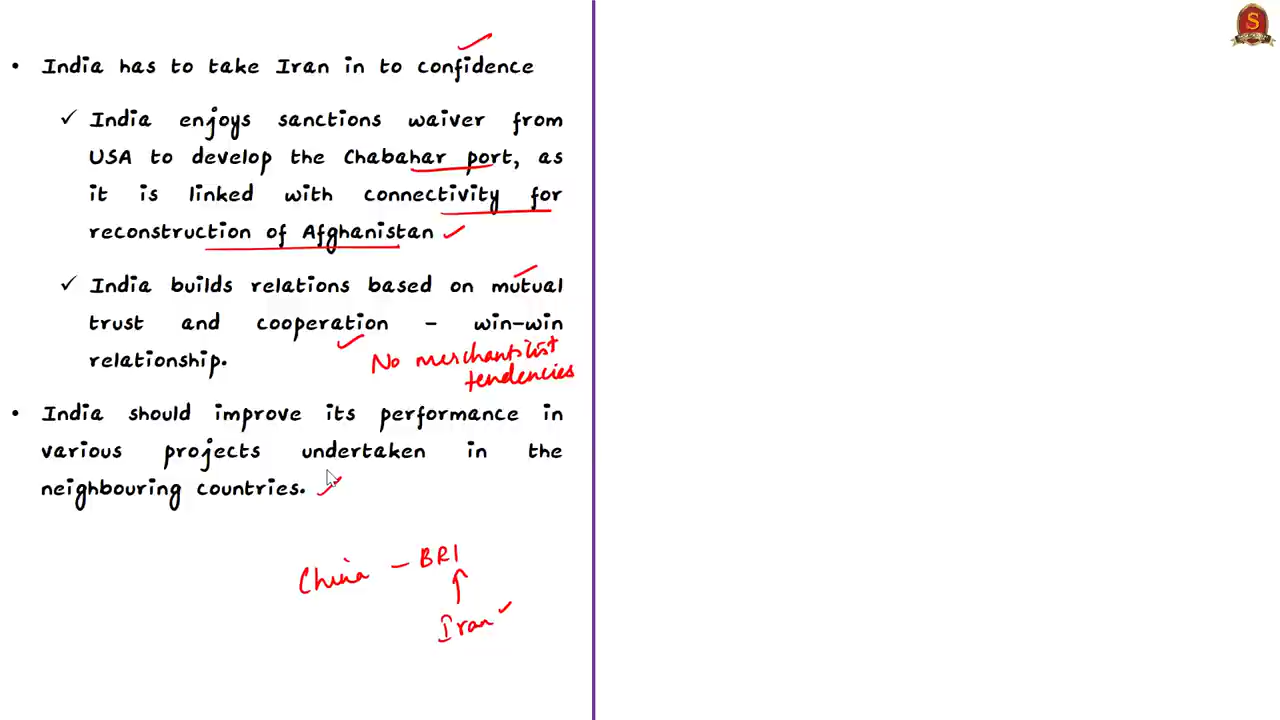 • India has to take Iran in to confidence
✓ India enjoys sanctions waiver from
USA to develop the Chabahar port, as
it is linked with connectivity for
reconstruction of Afghanistan
✓ India builds relations based on mutual
trust and cooperation – win-win
relationship.
No merchantslist
tendencies
• India should improve its performance in
various projects undertaken in the
neighbouring countries.
China – BRI
↑
Iran
S